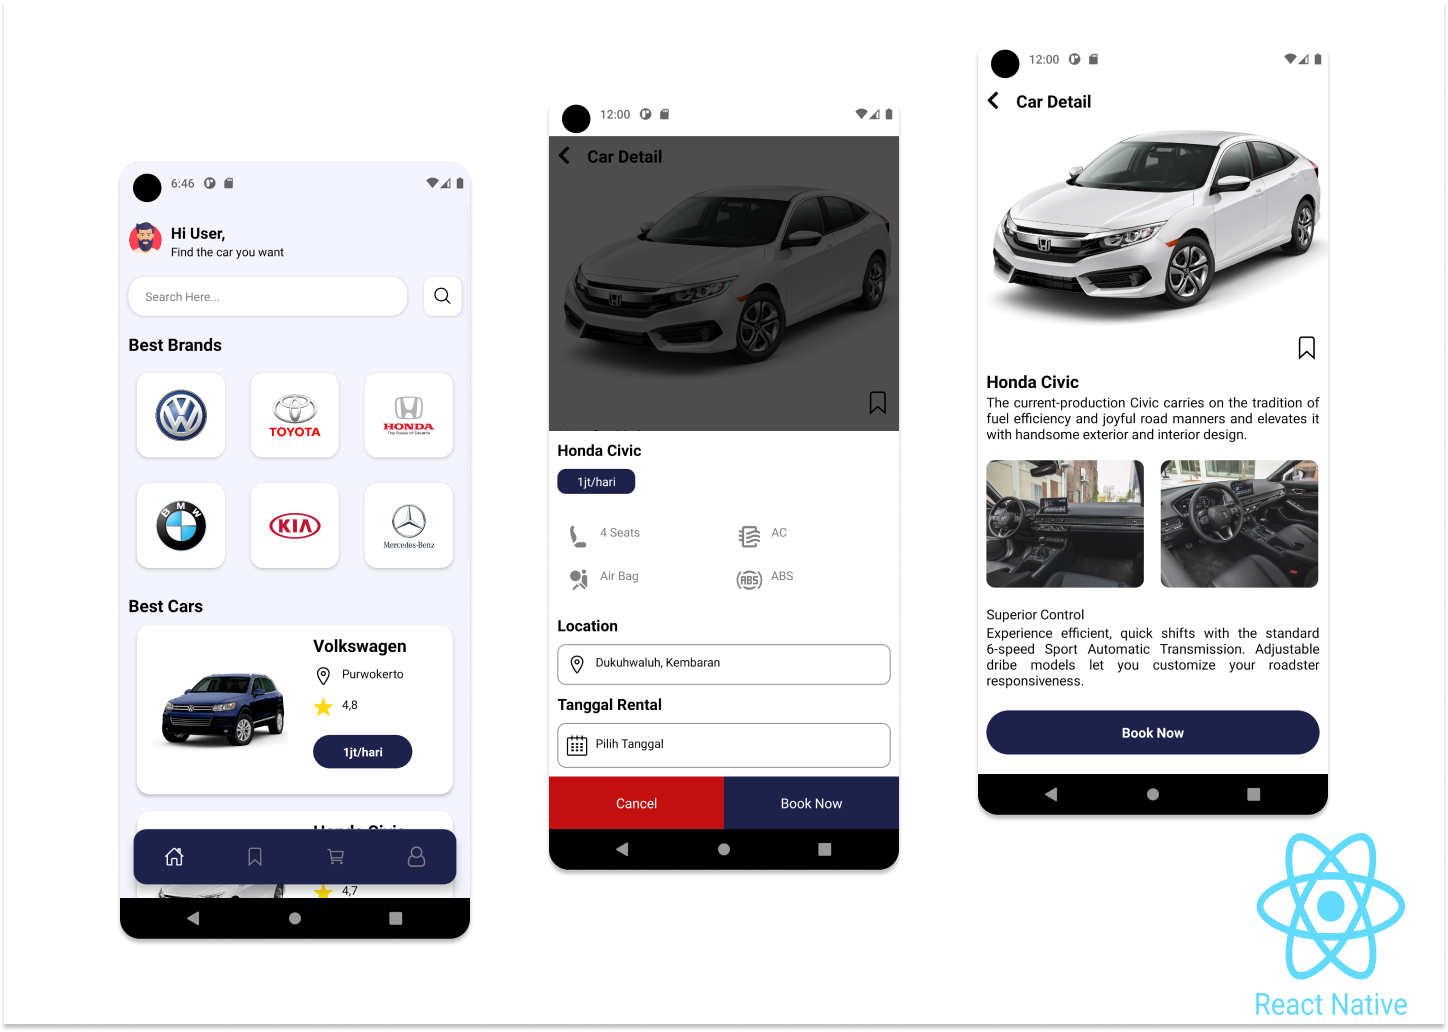 6:46
Hi User,
Find the car you want
Search Here...
Best Brands
TOYOTA
HONDA
The Power of Dreams
BMW
KIA
Mercedes-Benz
Best Cars
Volkswagen
Purwokerto
4,8
1jt/hari
Honda Civic
4,7
12:00
Car Detail
Honda Civic
1jt/hari
4 Seats
AC
Air Bag
ABS
ABS
Location
Dukuhwaluh, Kembaran
Tanggal Rental
Pilih Tanggal
Cancel
Book Now
12:00
Car Detail
Honda Civic
The current-production Civic carries on the tradition of
fuel efficiency and joyful road manners and elevates it
with handsome exterior and interior design.
Superior Control
Experience efficient, quick shifts with the standard
6-speed Sport Automatic Transmission. Adjustable
dribe models let you customize your roadster
responsiveness.
Book Now
React Native